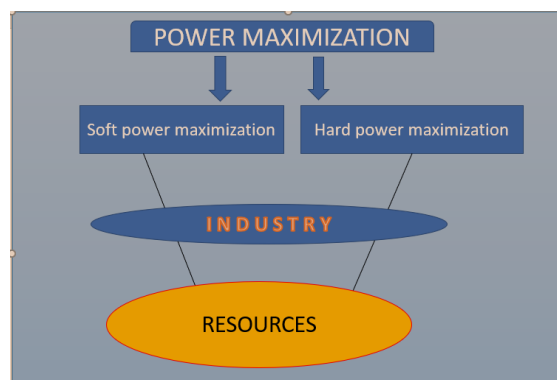 POWER MAXIMIZATION
Soft power maximization
Hard power maximization
INDUSTRY
RESOURCES